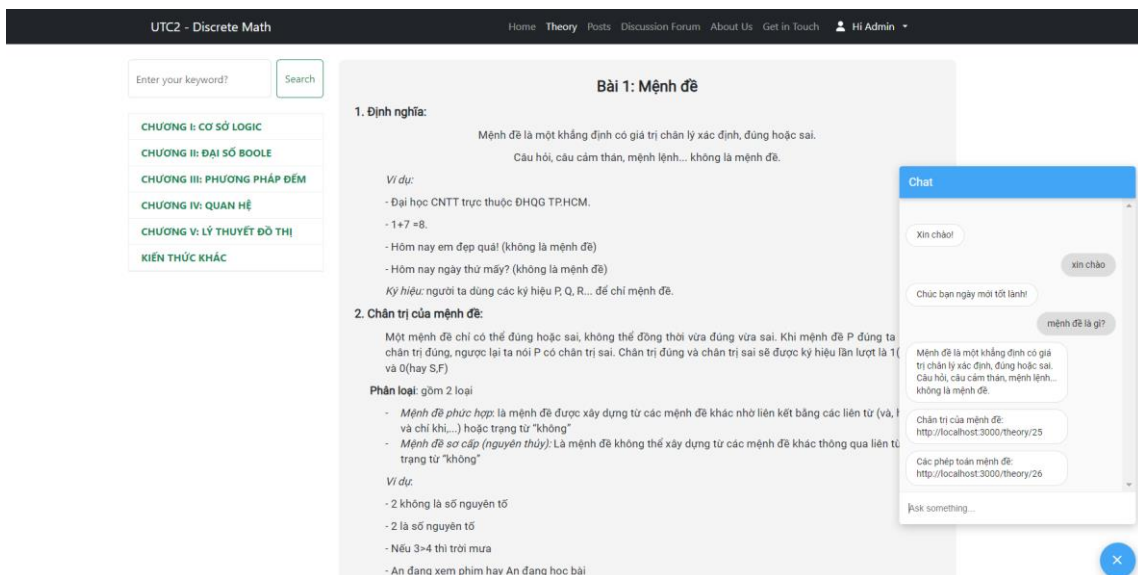 UTC2 - Discrete Math
Home Theory Posts Discussion Forum About Us Get in Touch Hi Admin
Enter your keyword?
Search
CHƯƠNG I: CƠ SỞ LOGIC
CHƯƠNG II: ĐẠI SỐ BOOLE
CHƯƠNG III: PHƯƠNG PHÁP ĐẾM
CHƯƠNG IV: QUAN HỆ
CHƯƠNG V: LÝ THUYẾT ĐỒ THỊ
KIẾN THỨC KHÁC
Bài 1: Mệnh đề
1. Định nghĩa:
Mệnh đề là một khẳng định có giá trị chân lý xác định, đúng hoặc sai.
Câu hỏi, câu cảm thán, mệnh lệnh... không là mệnh đề.
Ví dụ:
- Đại học CNTT trực thuộc ĐHQG TP.HCM.
- 1+7 =8.
- Hôm nay em đẹp quá! (không là mệnh đề)
- Hôm nay ngày thứ mấy? (không là mệnh đề)
Ký hiệu: người ta dùng các ký hiệu P, Q, R... để chỉ mệnh đề.
2. Chân trị của mệnh đề:
Một mệnh đề chỉ có thể đúng hoặc sai, không thể đồng thời vừa đúng vừa sai. Khi mệnh đề P đúng ta
chân trị đúng, ngược lại ta nói P có chân trị sai. Chân trị đúng và chân trị sai sẽ được ký hiệu lần lượt là 1(
và 0(hay S,F)
Phân loại: gồm 2 loại
- Mệnh đề phức hợp: là mệnh đề được xây dựng từ các mệnh đề khác nhờ liên kết bằng các liên từ (và,
và chỉ khi,...) hoặc trạng từ "không"
- Mệnh đề sơ cấp (nguyên thủy): Là mệnh đề không thể xây dựng từ các mệnh đề khác thông qua liên từ
trạng từ "không"
Ví dụ:
- 2 không là số nguyên tố
- 2 là số nguyên tố
- Nếu 3>4 thì trời mưa
- An đang xem phim hay An đang học bài
Chat
Xin chào!
xin chào
Chúc bạn ngày mới tốt lành!
mệnh đề là gì?
Mệnh đề là một khẳng định có giá
trị chân lý xác định, đúng hoặc sai.
Câu hỏi, câu cảm thán, mệnh lệnh...
không là mệnh đề.
Chân trị của mệnh đề:
http://localhost:3000/theory/25
Các phép toán mệnh đề:
http://localhost:3000/theory/26
Ask something...